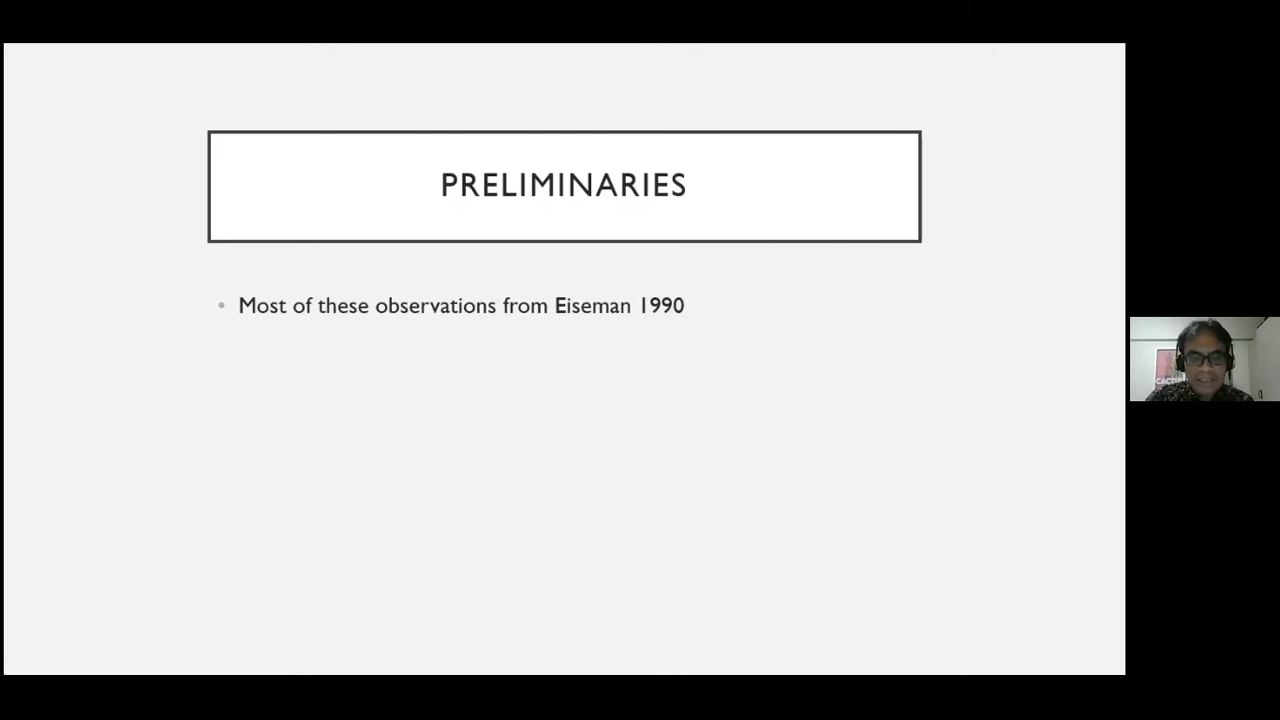 PRELIMINARIES
• Most of these observations from Eiseman 1990